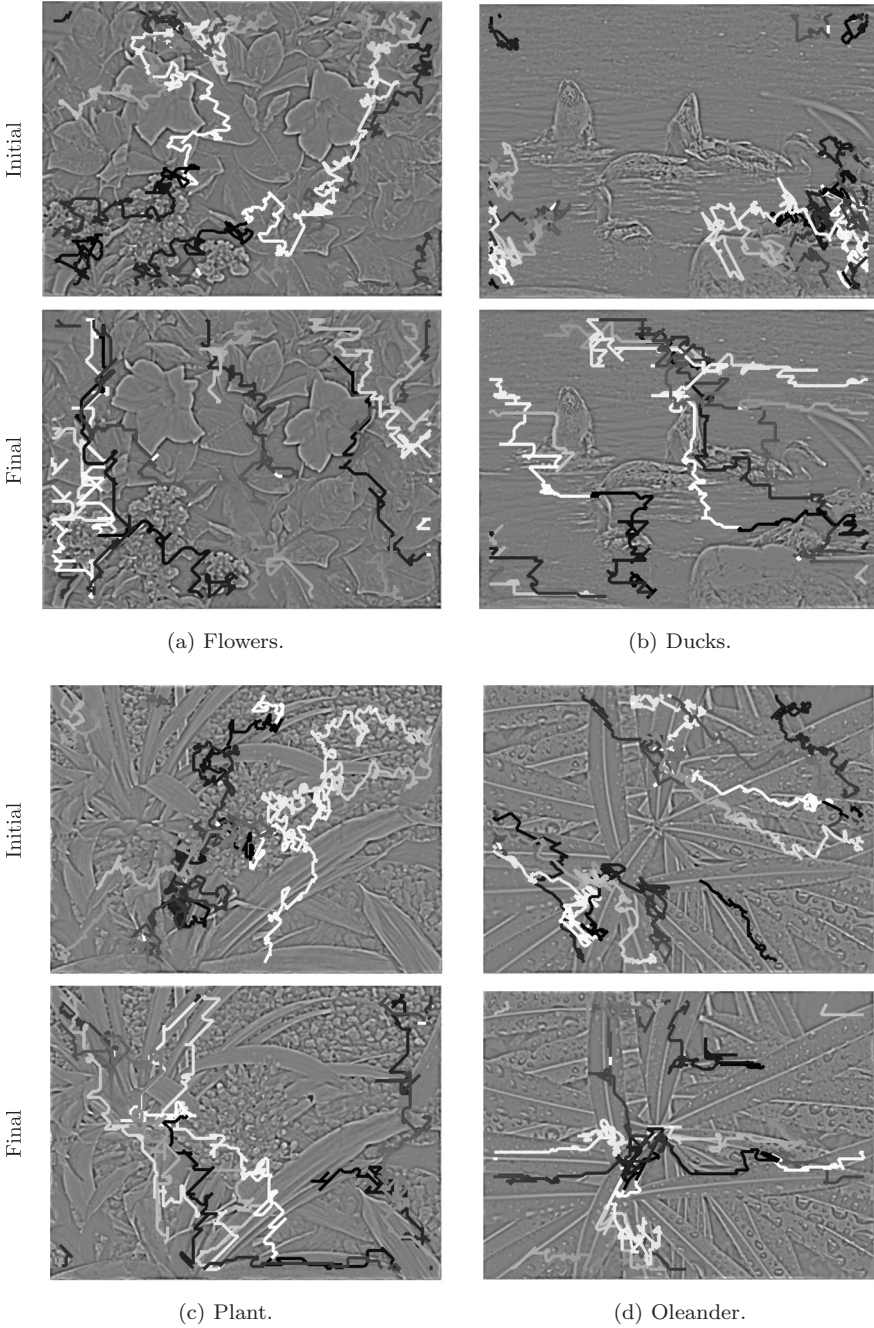 Initial
Final
(a) Flowers.
(b) Ducks.
Initial
Final
(c) Plant.
(d) Oleander.